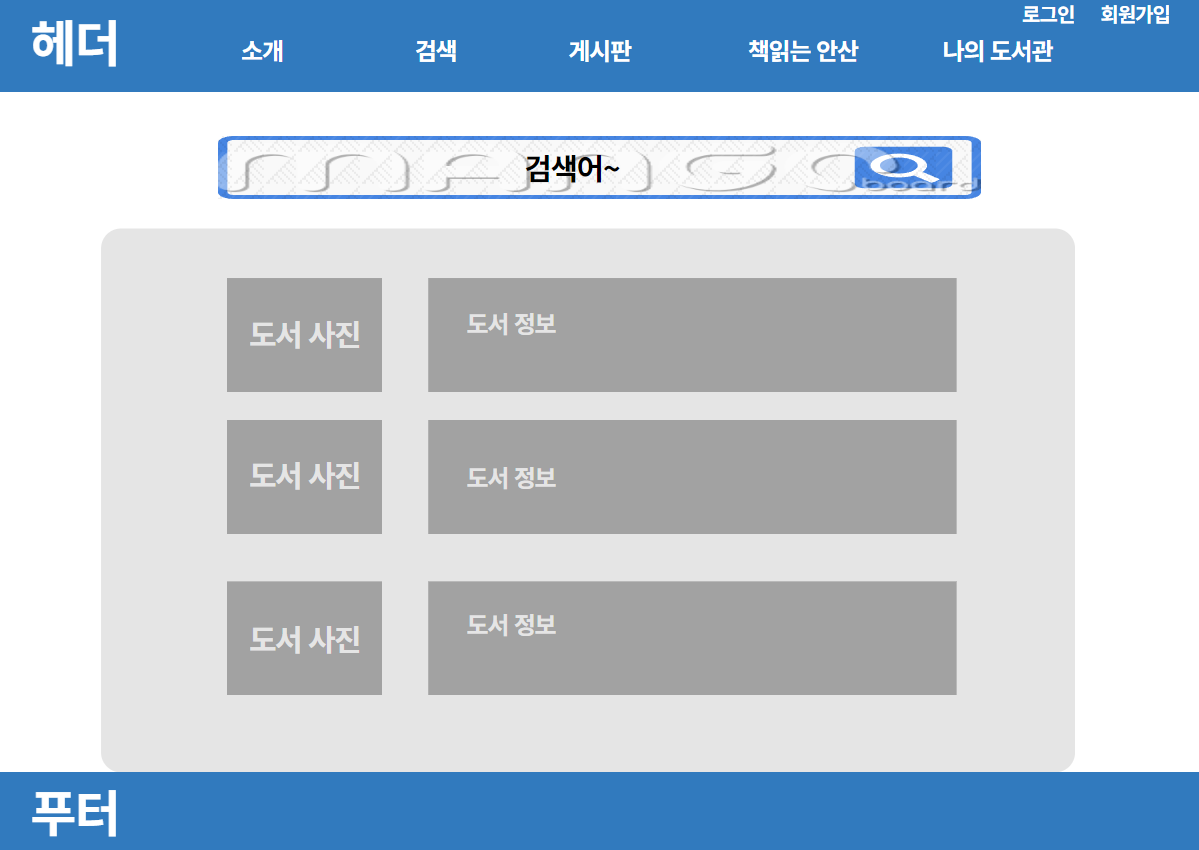 로그인 회원가입
헤더
소개 검색 게시판 책읽는 안산 나의 도서관
검색어~
mango
board
도서 사진 도서 정보
도서 사진 도서 정보
도서 사진 도서 정보
푸터